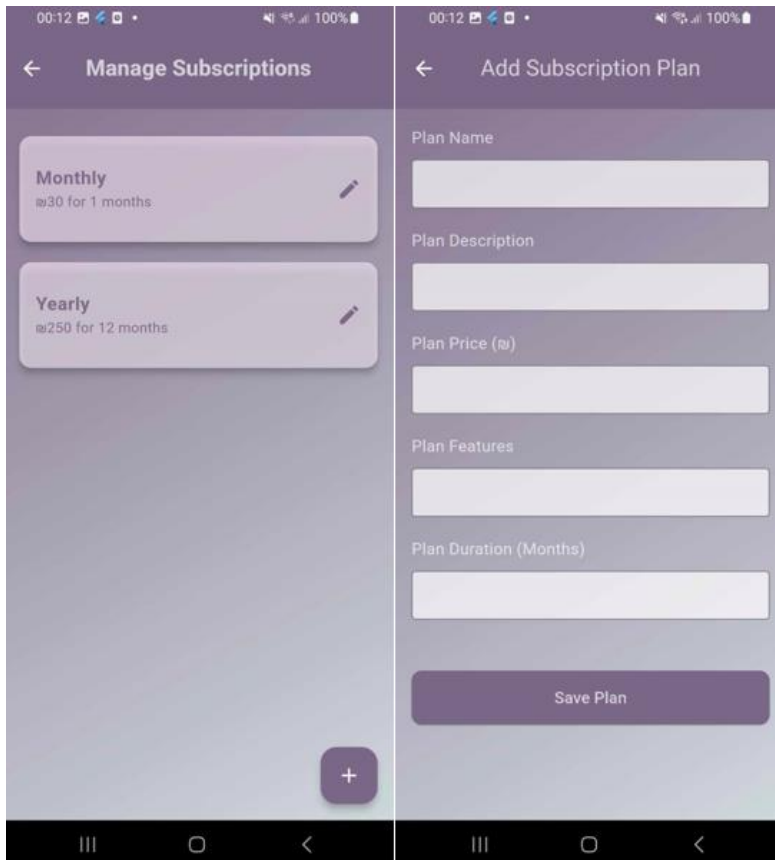 00:12
100%
Manage Subscriptions
Monthly
₪30 for 1 months
Yearly
₪250 for 12 months
+
00:12
100%
Add Subscription Plan
Plan Name
Plan Description
Plan Price (₪)
Plan Features
Plan Duration (Months)
Save Plan